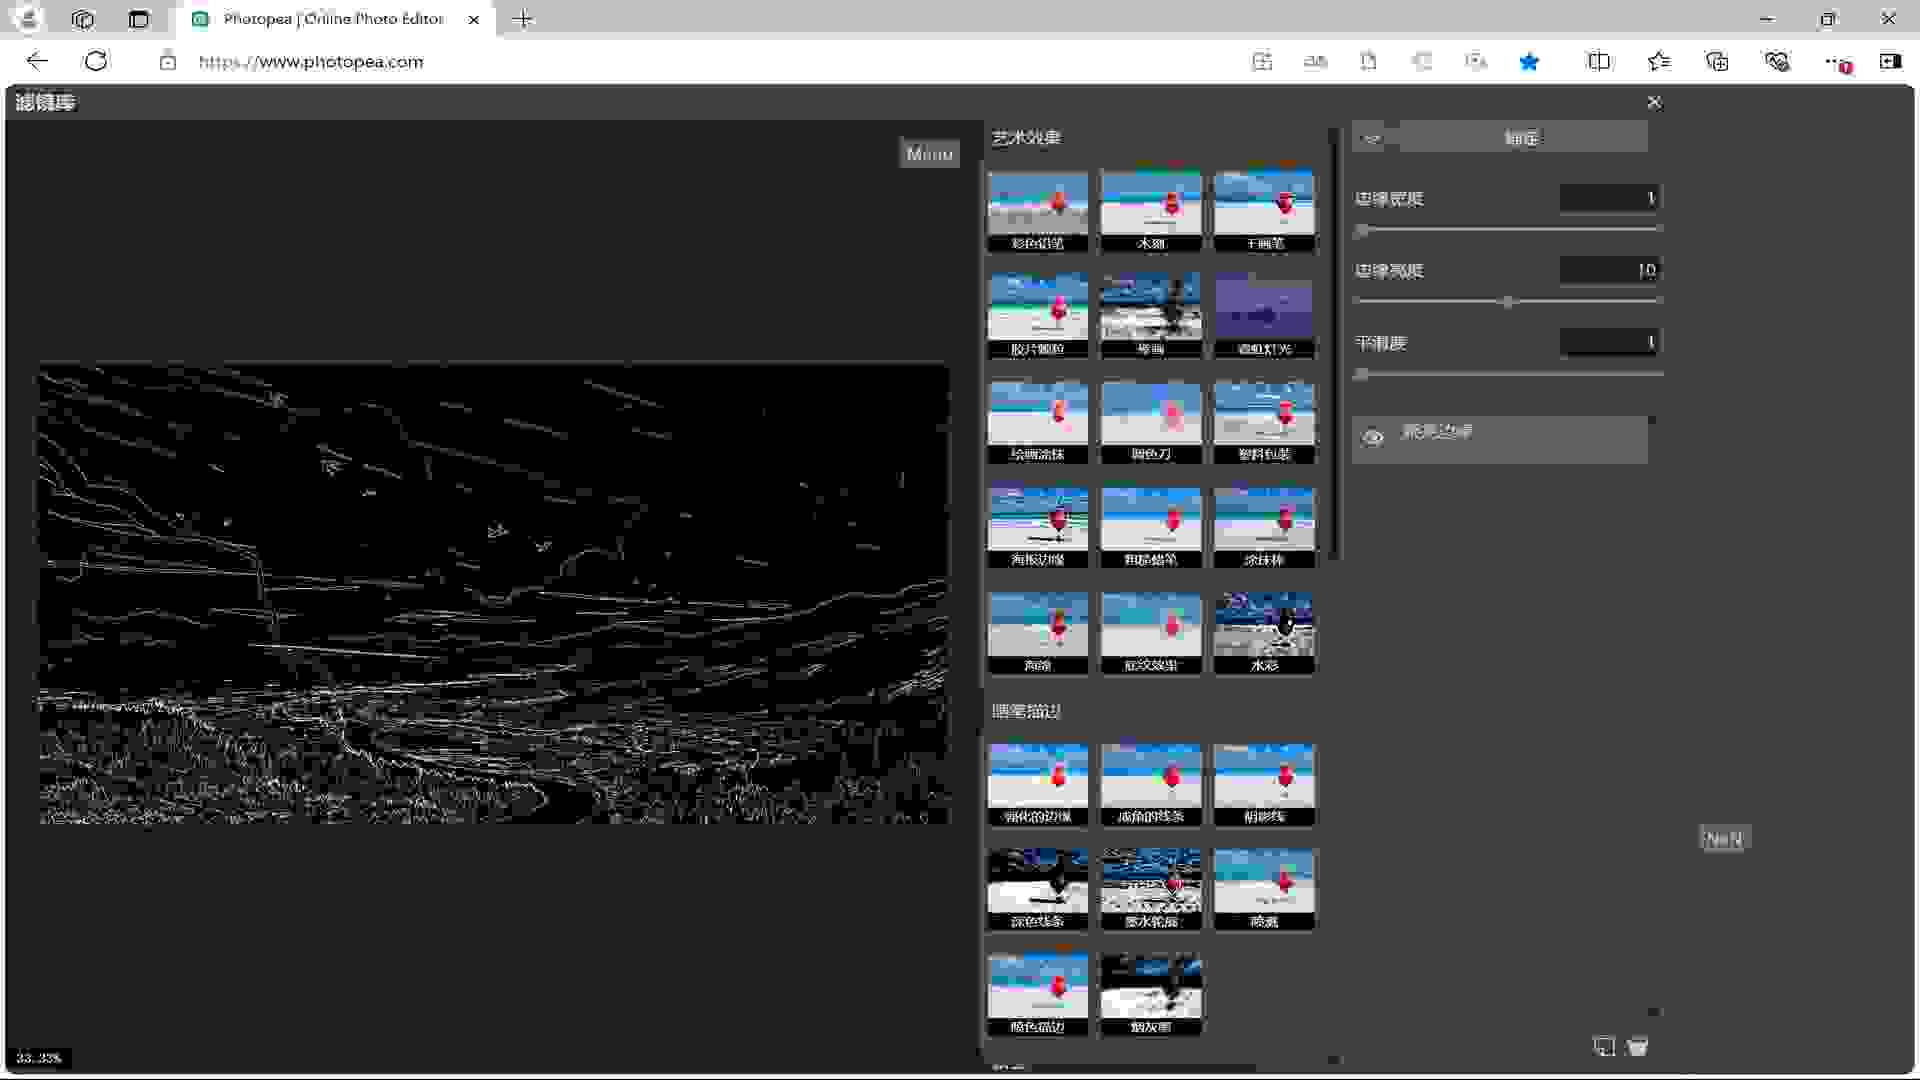 Photopea | Online Photo Editor
https://www.photopea.com
滤镜库
Menu
艺术效果
彩色铅笔
木刻
干画笔
胶片颗粒
壁画
霓虹灯光
绘画涂抹
调色刀
塑料包装
海报边缘
粗糙蜡笔
涂抹棒
海绵
底纹效果
水彩
画笔描边
强化的边缘
成角的线条
阴影线
深色线条
墨水轮廓
喷溅
喷色描边
烟灰墨
边缘宽度
1
边缘亮度
10
平滑度
1
照亮边缘
NaN
33.33%